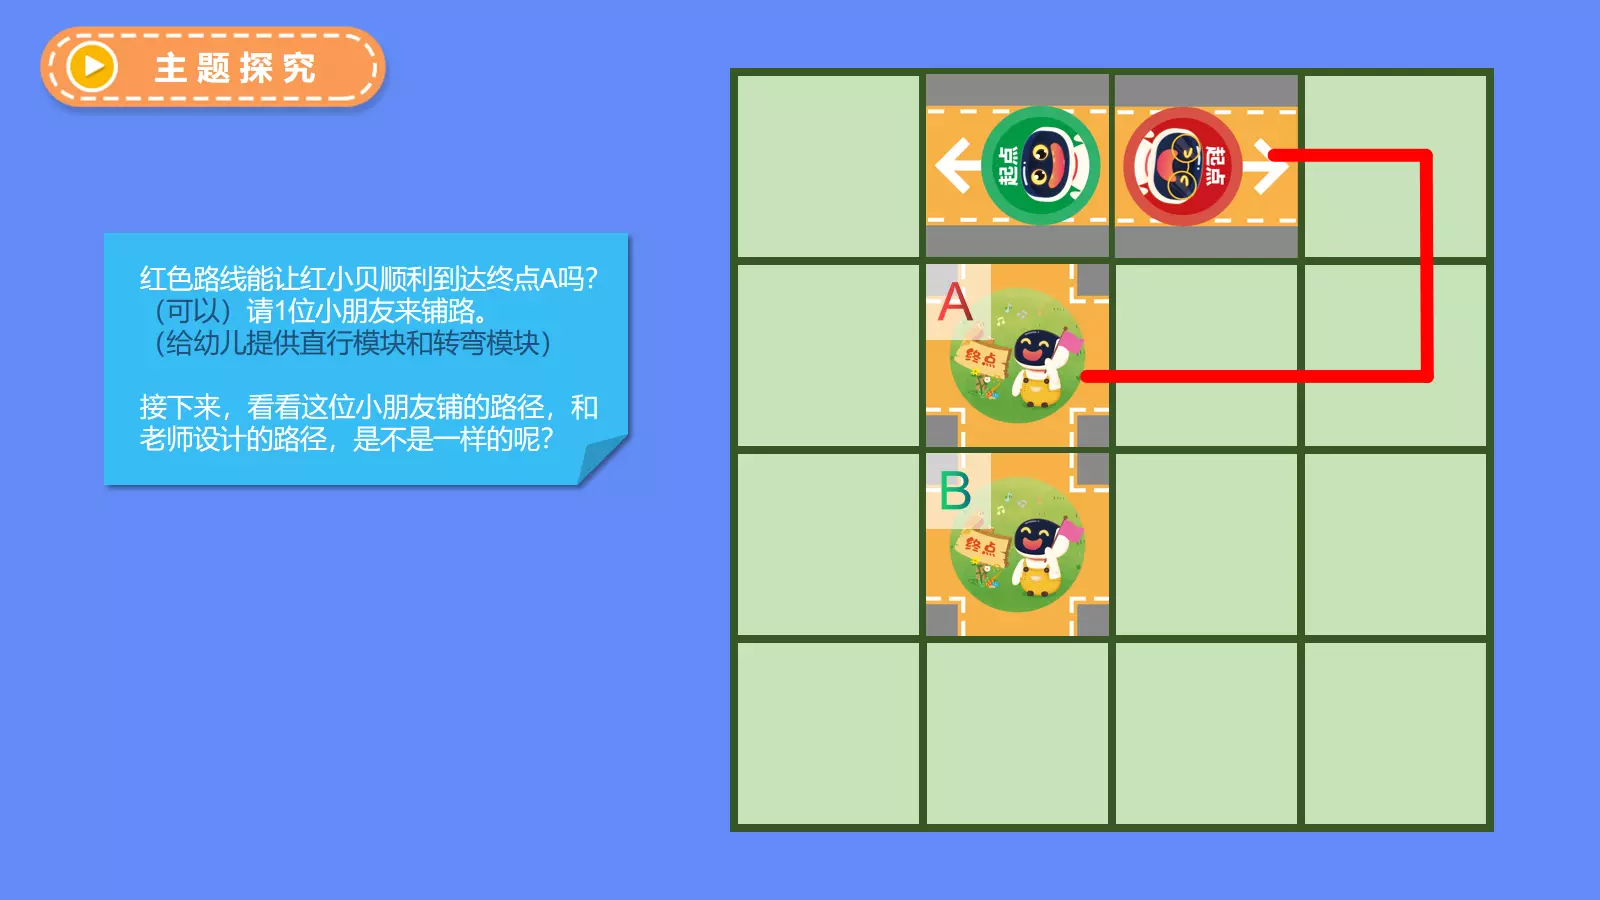 主题探究
起点
起点
红色路线能让红小贝顺利到达终点A吗？
（可以）请1位小朋友来铺路。
（给幼儿提供直行模块和转弯模块）
接下来，看看这位小朋友铺的路径，和
老师设计的路径，是不是一样的呢？
A
终点
B
终点